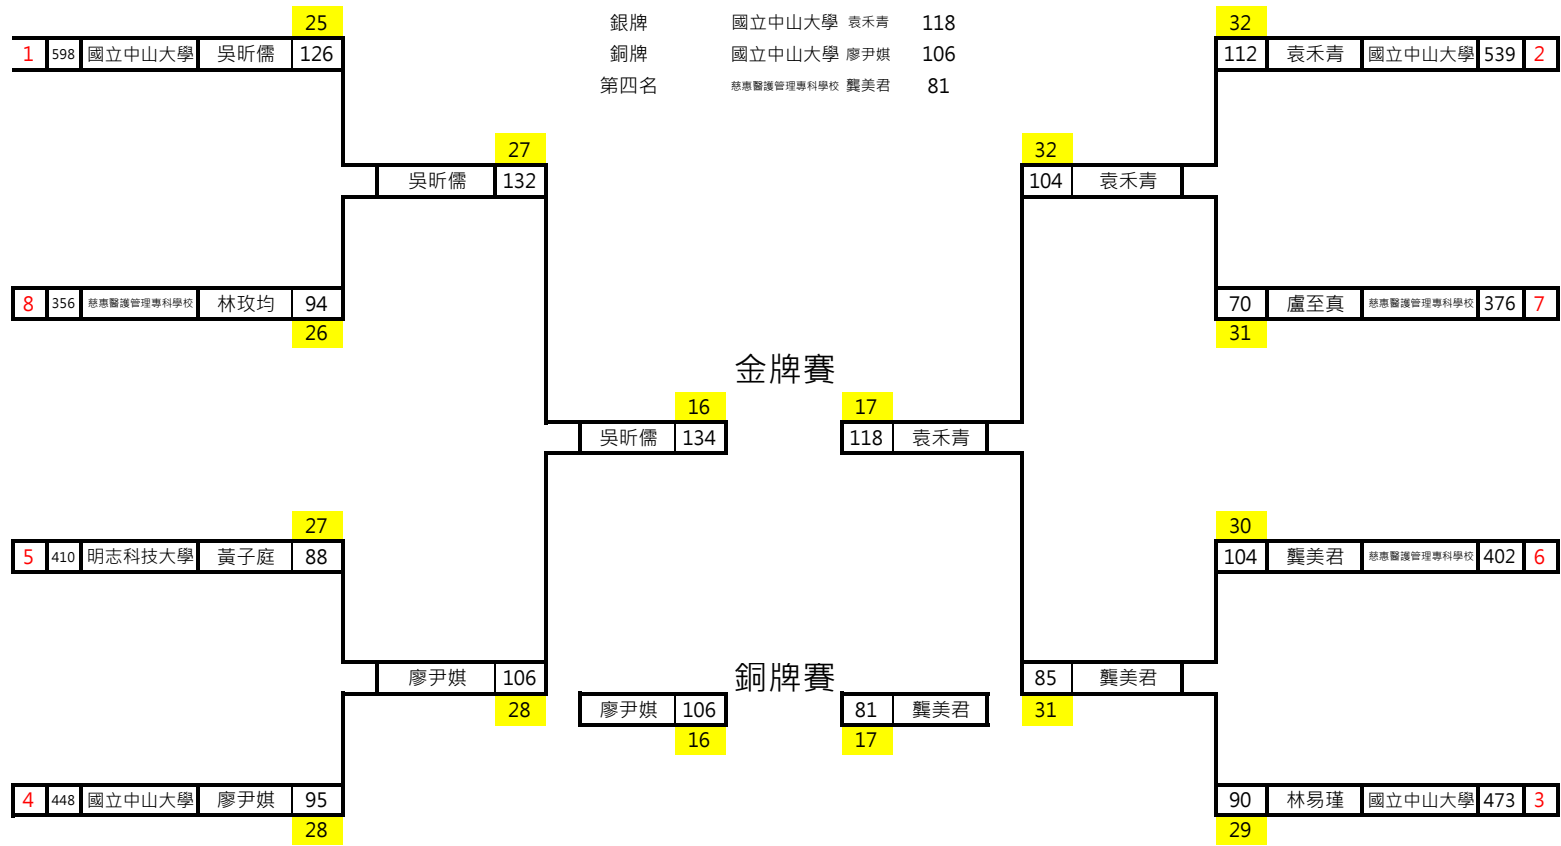 25 32
銀牌 國立中山大學 袁禾青 118
1 598 國立中山大學 吳昕儒 126
銅牌 國立中山大學 廖尹娸 106
112 袁禾青 國立中山大學 539 2
第四名 慈惠醫護管理專科學校 龔美君 81
27 32
吳昕儒 132
104 袁禾青
8 356 慈惠醫護管理專科學校 林玫均 94
70 盧至真 慈惠醫護管理專科學校 376 7
26 31
金牌賽
16 17
吳昕儒 134
118 袁禾青
27 30
5 410 明志科技大學 黃子庭 88
104 龔美君 慈惠醫護管理專科學校 402 6
銅牌賽
廖尹娸 106
85 龔美君
28 31
廖尹娸 106
81 龔美君
16 17
4 448 國立中山大學 廖尹娸 95
90 林易瑾 國立中山大學 473 3
28 29